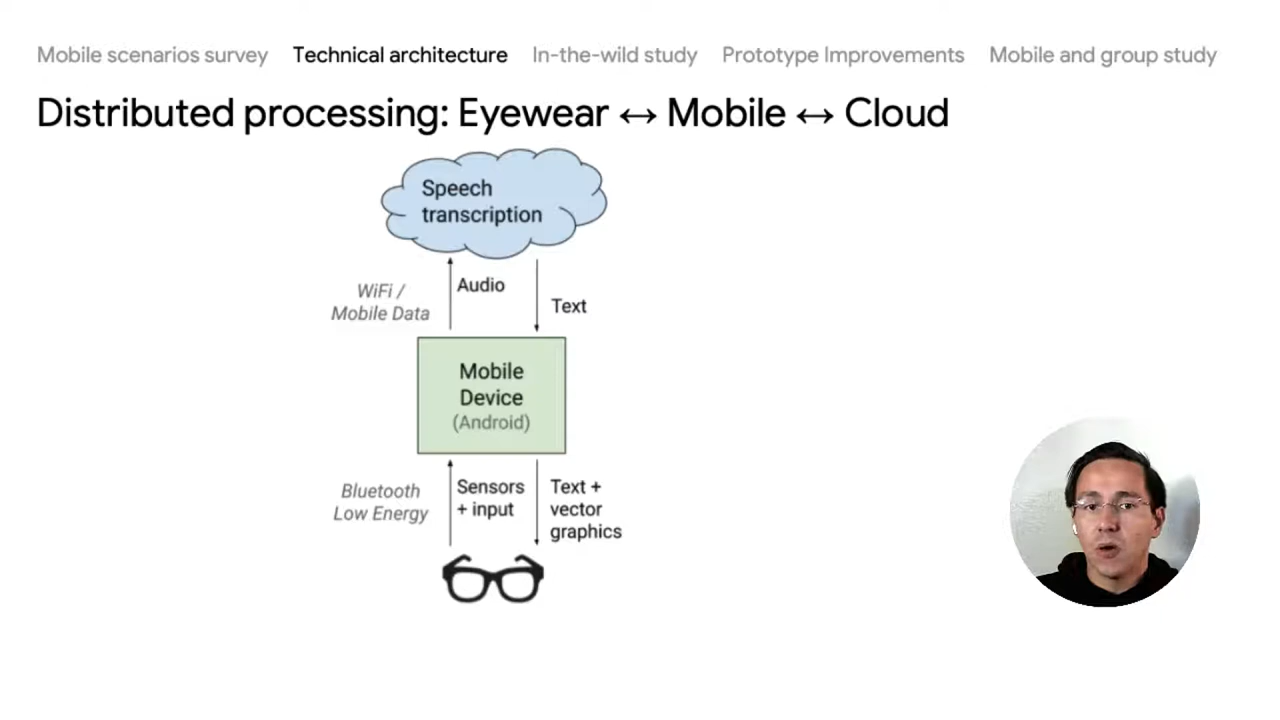 Mobile scenarios survey Technical architecture In-the-wild study Prototype Improvements Mobile and group study
Distributed processing: Eyewear ↔ Mobile ↔ Cloud
Speech
transcription
WiFi /
Mobile Data
Audio
Text
Mobile
Device
(Android)
Bluetooth
Low Energy
Sensors
+ input
Text +
vector
graphics